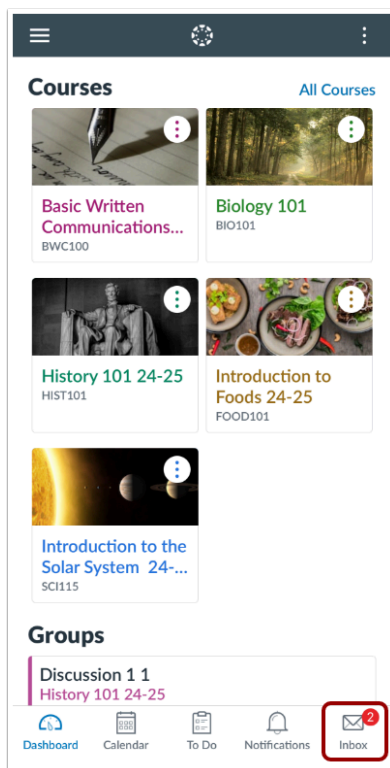 Courses
All Courses
Basic Written
Communications...
BWC100
Biology 101
BIO101
History 101 24-25
HIST101
Introduction to
Foods 24-25
FOOD101
Introduction to the
Solar System 24-...
SCI115
Groups
Discussion 1 1
History 101 24-25
2
Dashboard
Calendar
To Do
Notifications
Inbox